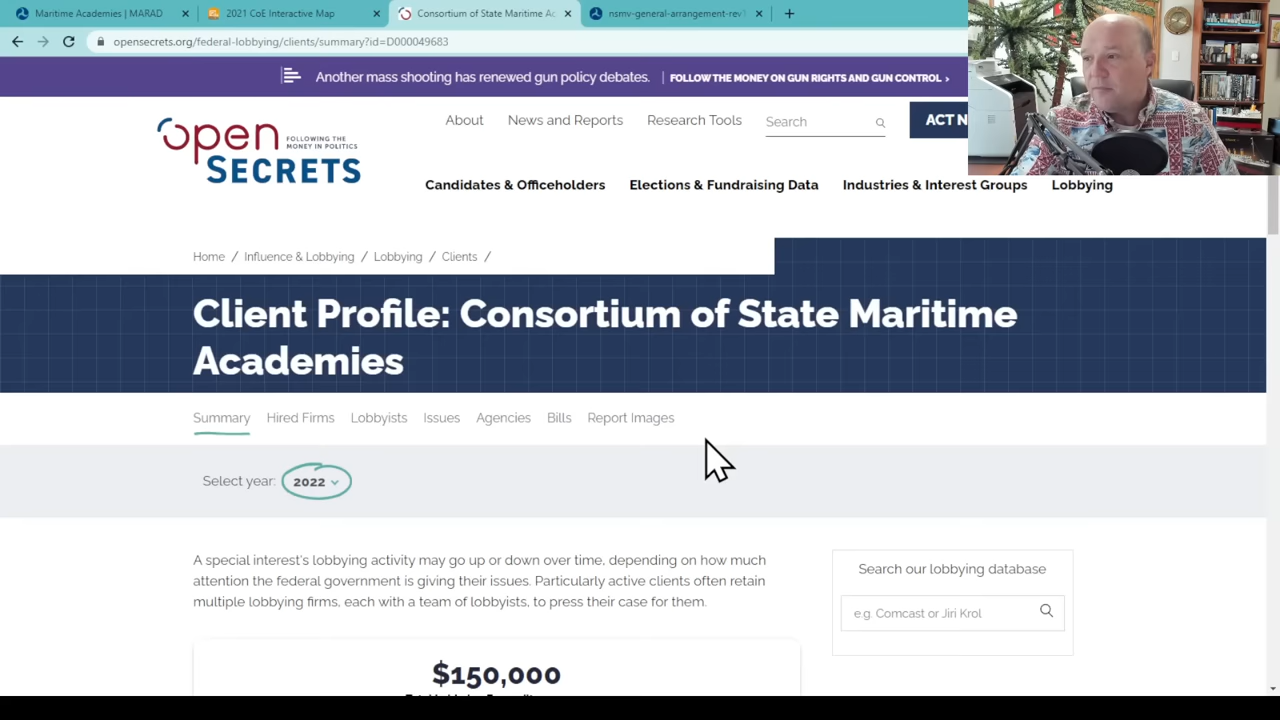 Maritime Academies | MARAD
2021 CoE Interactive Map
Consortium of State Maritime Ac
nsmv-general-arrangement-rev
opensecrets.org/federal-lobbying/clients/summary?id=D000049683
Another mass shooting has renewed gun policy debates. | FOLLOW THE MONEY ON GUN RIGHTS AND GUN CONTROL >
open SECRETS
FOLLOWING THE
MONEY IN POLITICS
About News and Reports Research Tools Search ACT N
Candidates & Officeholders Elections & Fundraising Data Industries & Interest Groups Lobbying
Home / Influence & Lobbying / Lobbying / Clients /
Client Profile: Consortium of State Maritime
Academies
Summary Hired Firms Lobbyists Issues Agencies Bills Report Images
Select year: 2022
A special interest's lobbying activity may go up or down over time, depending on how much
attention the federal government is giving their issues. Particularly active clients often retain
multiple lobbying firms, each with a team of lobbyists, to press their case for them.
Search our lobbying database
e.g. Comcast or Jiri Krol
$150,000